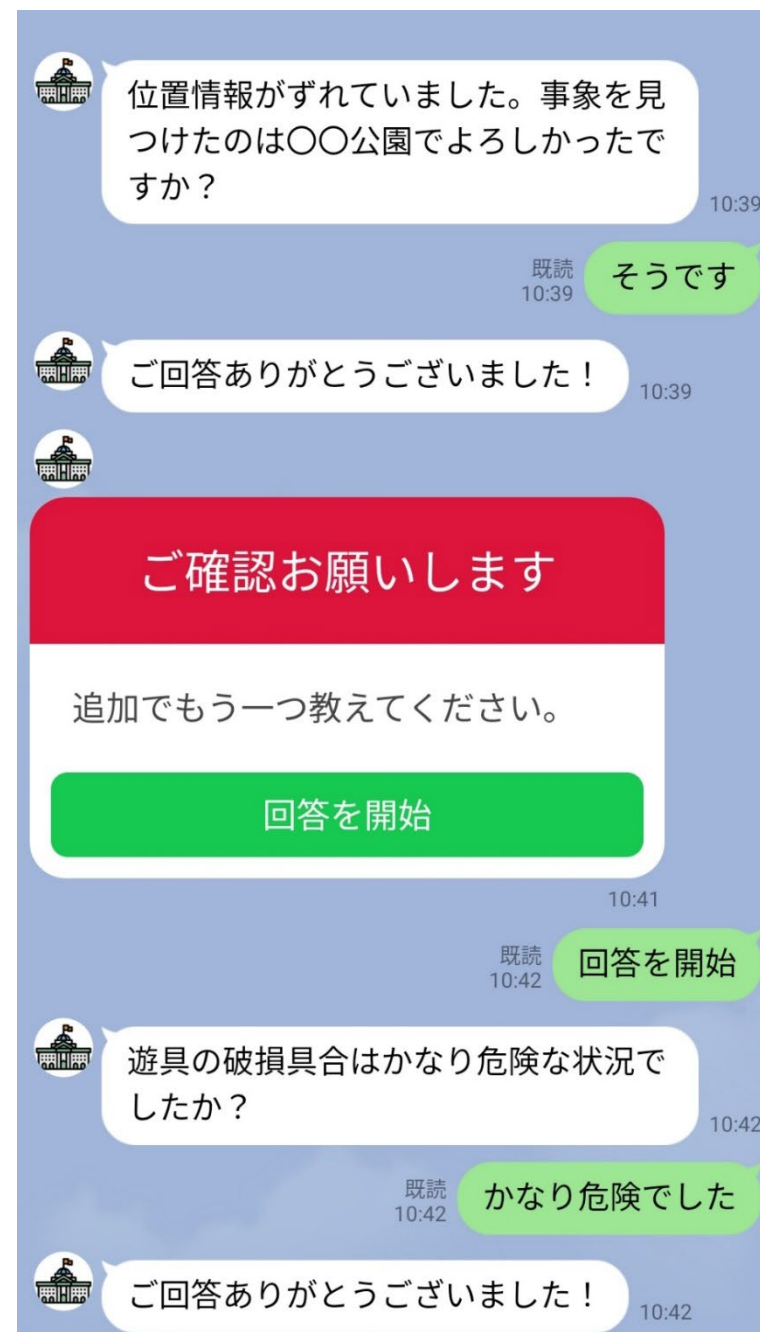 位置情報がずれていました。事象を見
つけたのは〇〇公園でよろしかったで
すか？
10:39
既読
10:39
そうです
ご回答ありがとうございました！
10:39
ご確認お願いします
追加でもう一つ教えてください。
回答を開始
10:41
既読
10:42
回答を開始
遊具の破損具合はかなり危険な状況で
したか？
10:42
既読
10:42
かなり危険でした
ご回答ありがとうございました！
10:42